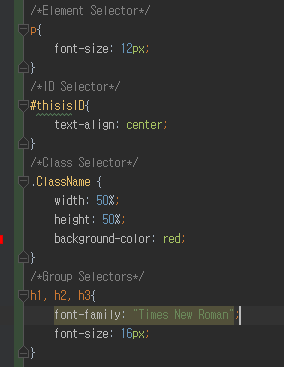 /*Element Selector*/
p{
font-size: 12px;
}
/*ID Selector*/
#thisisID{
text-align: center;
}
/*Class Selector*/
.ClassName {
width: 50%;
height: 50%;
background-color: red;
}
/*Group Selectors*/
h1, h2, h3{
font-family: "Times New Roman";
font-size: 16px;
}